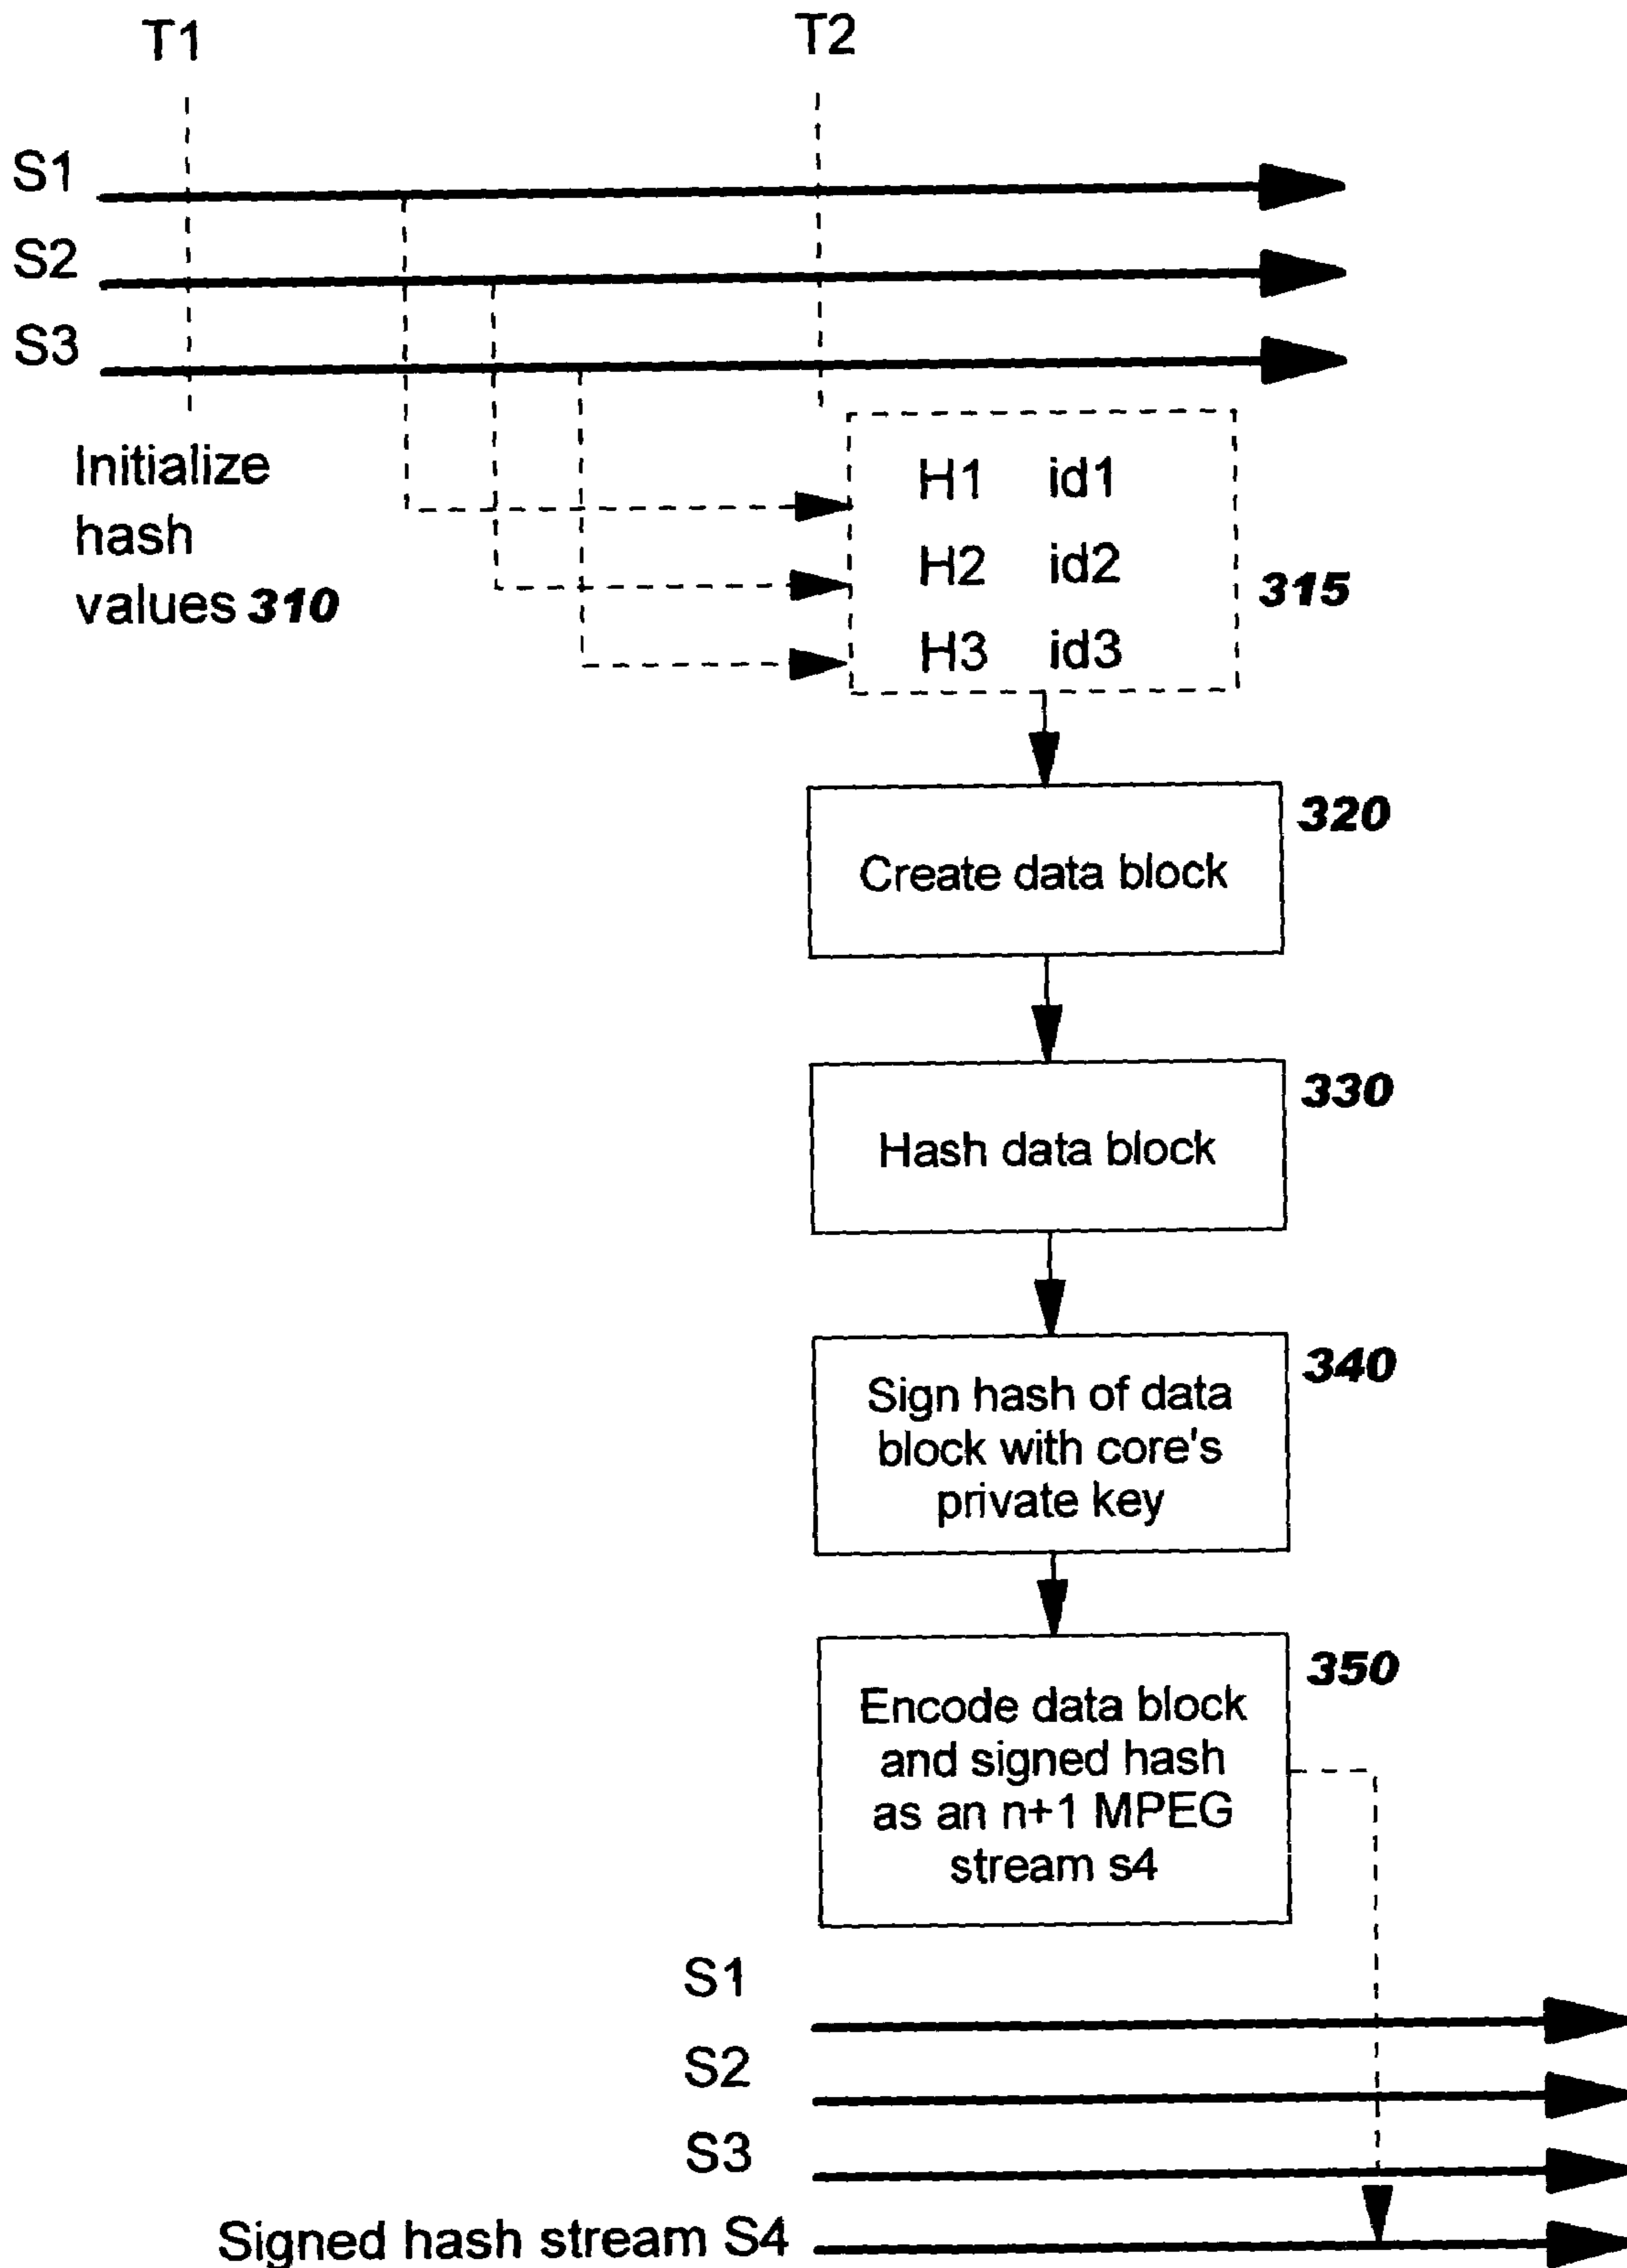 T1 T2
S1
S2
S3
Initialize
hash
values 310
H1 id1
H2 id2
H3 id3
315
320
Create data block
330
Hash data block
340
Sign hash of data
block with core's
private key
350
Encode data block
and signed hash
as an n+1 MPEG
stream s4
S1
S2
S3
Signed hash stream S4